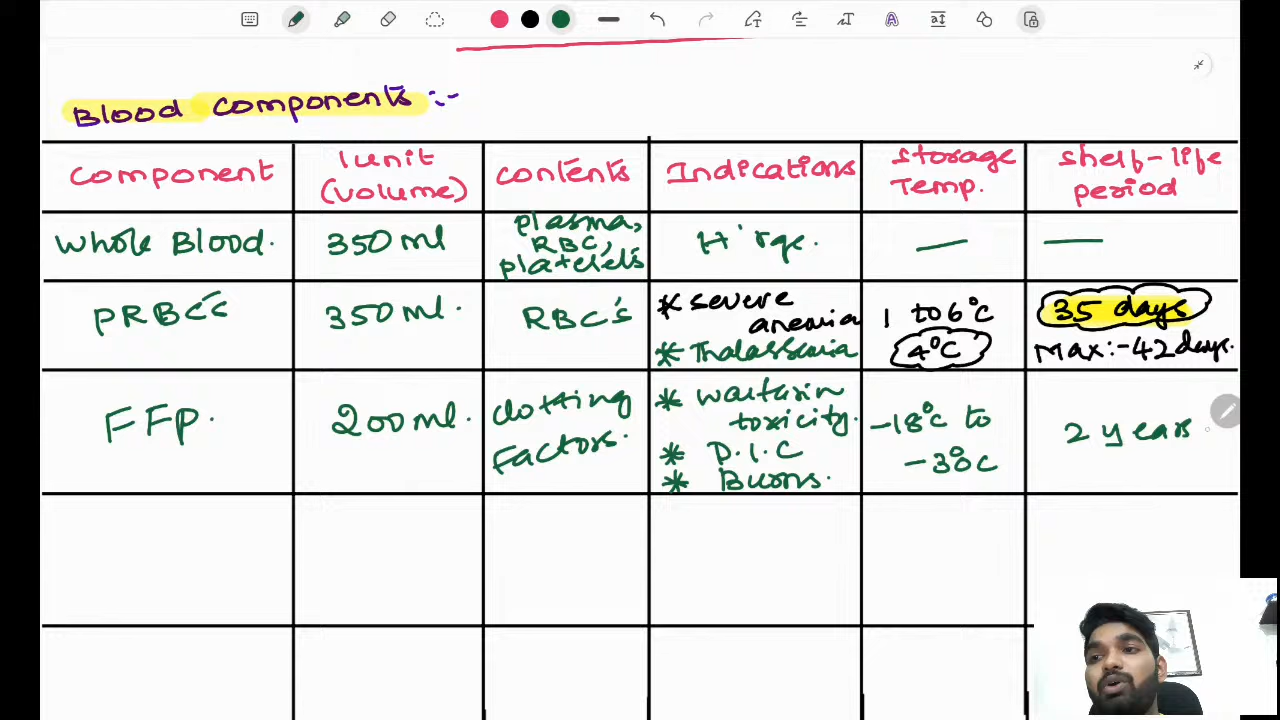 Blood Components :-
Component
1unit
(volume)
contents
Indications
Storage
Temp.
shelf-life
period
Whole Blood.
350 ml
plasma,
RBC,
platelets
H'rge.
—
—
PRBC's
350 ml.
RBC's
* severe
anemia
* Thalassemia
1 to 6°C
4°C
35 days
Max:-42 days.
FFP.
200 ml.
clotting
Factors.
* Warfarin
toxicity.
* D.I.C
* Burns.
-18°C to
-30°C
2 years